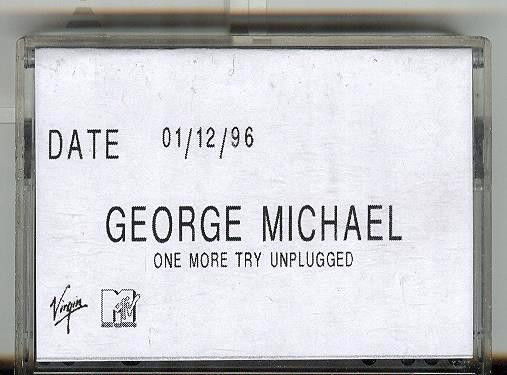 DATE 01/12/96
GEORGE MICHAEL
ONE MORE TRY UNPLUGGED
Virgin MTV